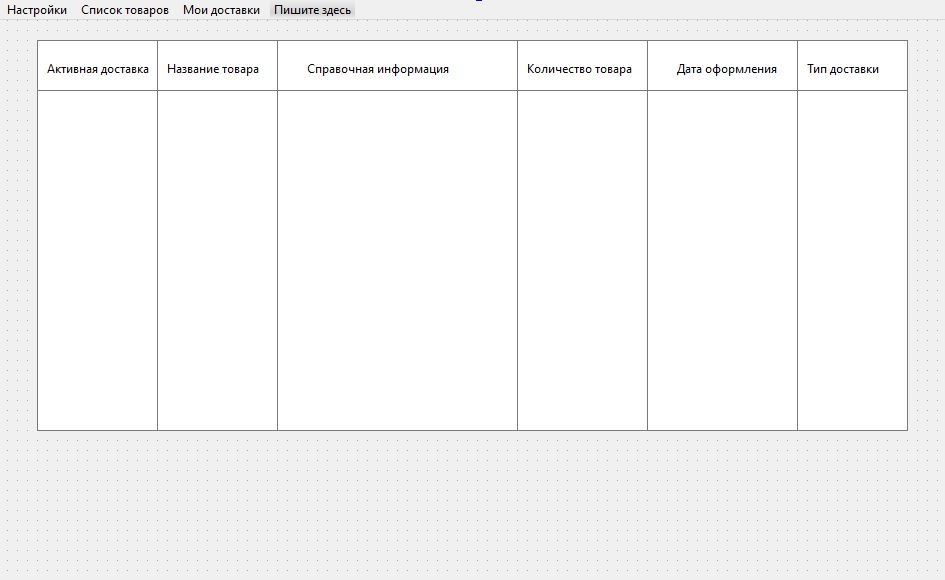 Настройки Список товаров Мои доставки Пишите здесь
Активная доставка Название товара Справочная информация Количество товара Дата оформления Тип доставки